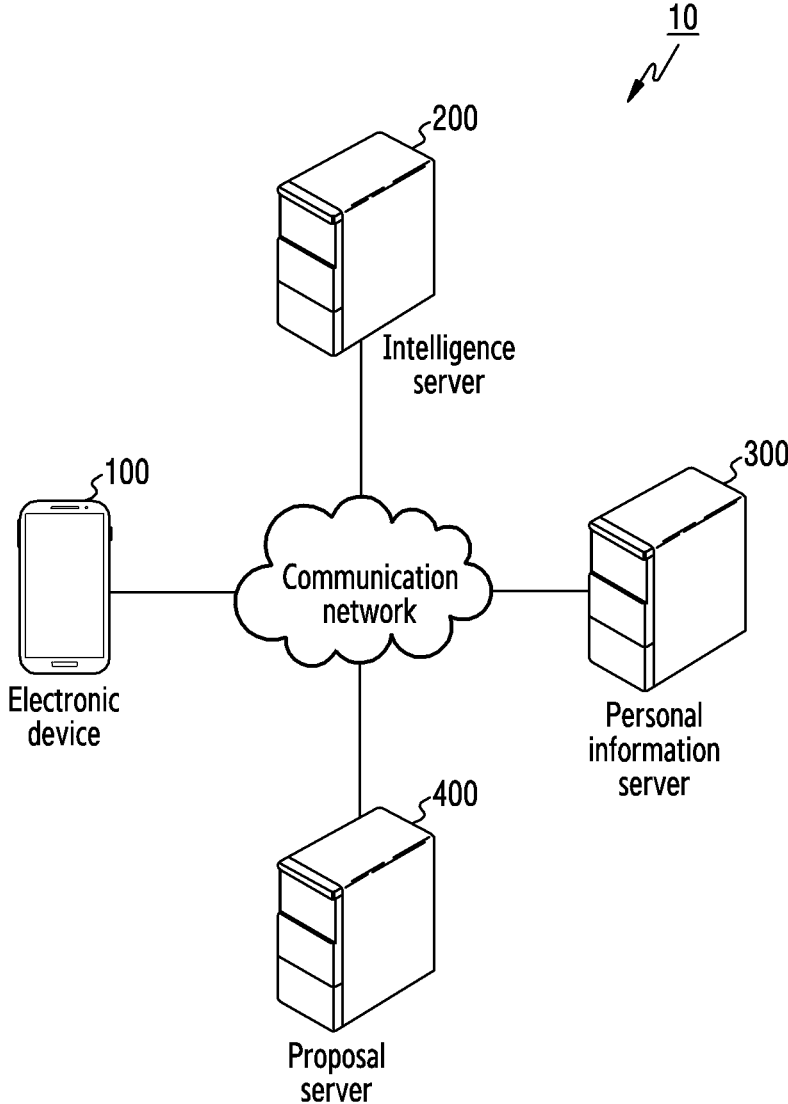 10
200
Intelligence
server
100
300
Communication
network
Electronic
device
Personal
information
server
400
Proposal
server